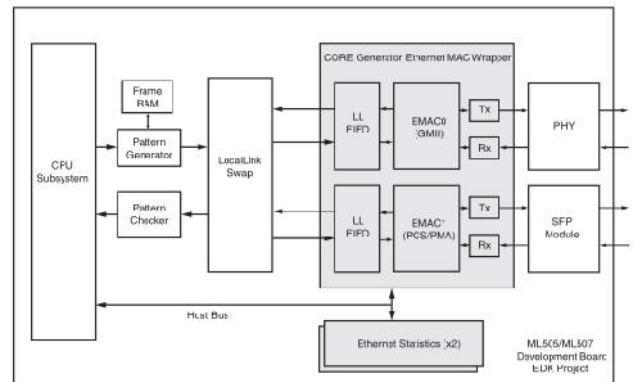 CORE Generator Ethernet MAC Wrapper
Frame
RAM
Pattern
Generator
CPU
Subsystem
Pattern
Checker
LocalLink
Swap
LL
FIFO
EMAC0
(GMII)
Tx
Rx
PHY
LL
FIFO
EMAC1
(PCS/PMA)
Tx
Rx
SFP
Module
Host Bus
Ethernet Statistics (x2)
ML505/ML507
Development Board
EDK Project